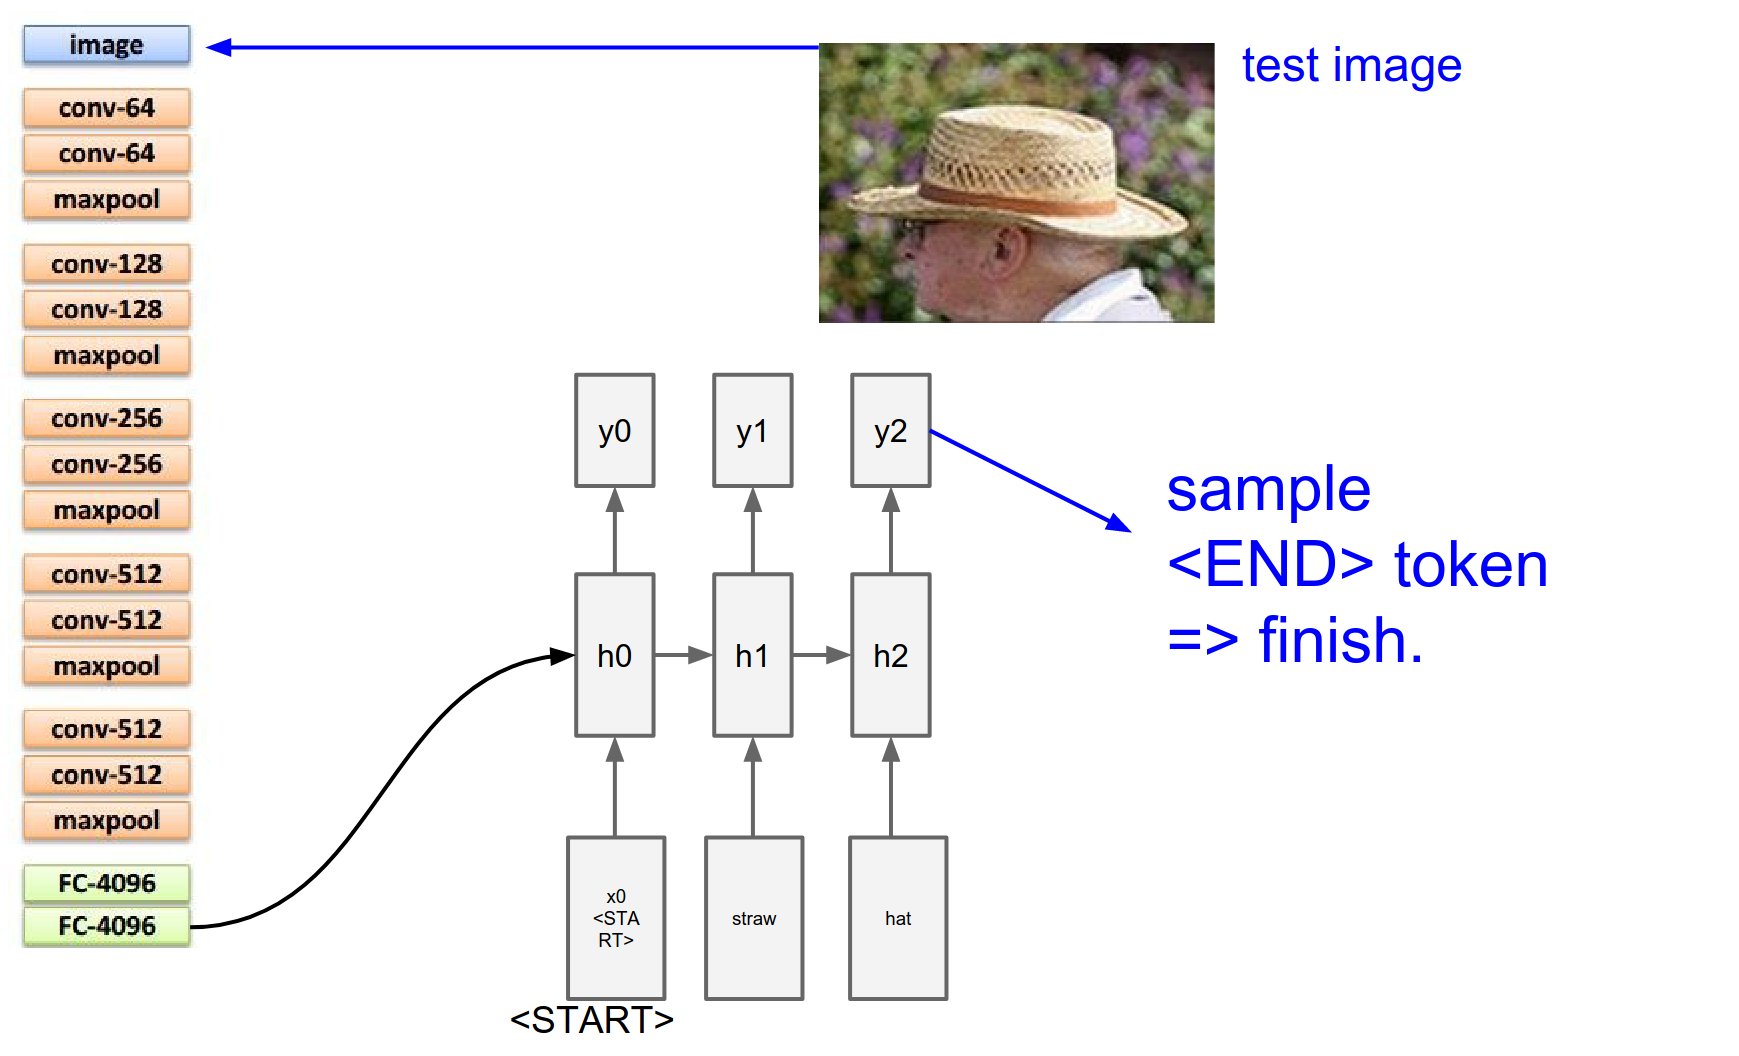 image
conv-64
conv-64
maxpool
conv-128
conv-128
maxpool
conv-256
conv-256
maxpool
conv-512
conv-512
maxpool
conv-512
conv-512
maxpool
FC-4096
FC-4096
test image
y0
y1
y2
sample
<END> token
=> finish.
h0
h1
h2
x0
<STA
RT>
straw
hat
<START>